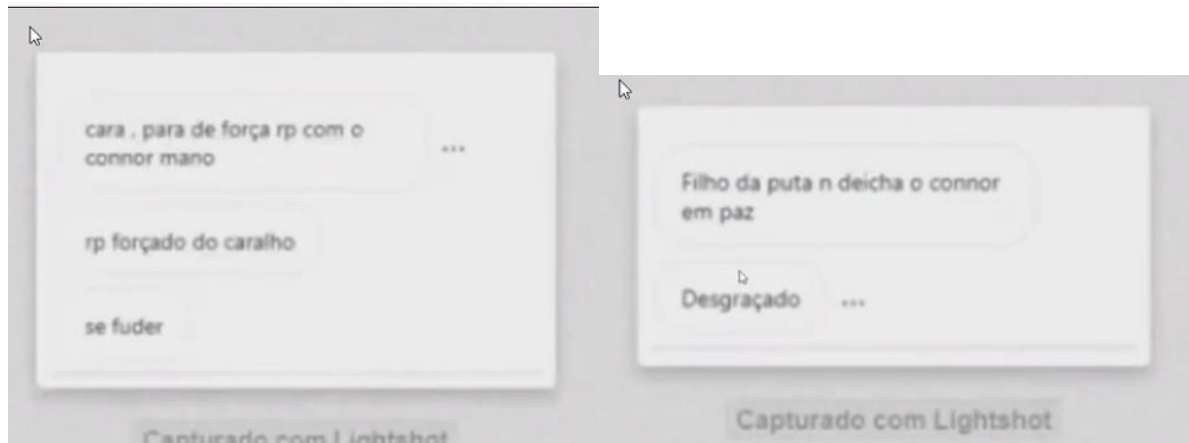 cara . para de força rp com o
connor mano
...
rp forçado do caralho
se fuder
Capturado com Lightshot
Filho da puta n deicha o connor
em paz
Desgraçado ...
Capturado com Lightshot